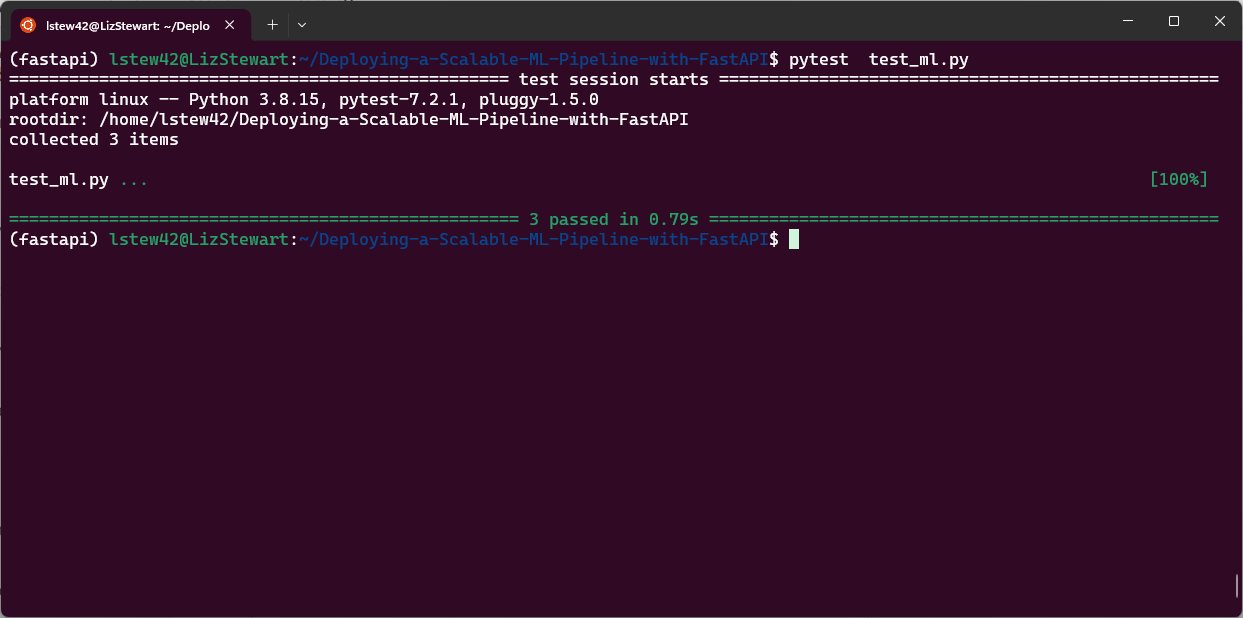 lstew42@LizStewart: ~/Deplo
(fastapi) lstew42@LizStewart:~/Deploying-a-Scalable-ML-Pipeline-with-FastAPI$ pytest  test_ml.py
================================================== test session starts ==================================================
platform linux -- Python 3.8.15, pytest-7.2.1, pluggy-1.5.0
rootdir: /home/lstew42/Deploying-a-Scalable-ML-Pipeline-with-FastAPI
collected 3 items
test_ml.py ... [100%]
=================================================== 3 passed in 0.79s ===================================================
(fastapi) lstew42@LizStewart:~/Deploying-a-Scalable-ML-Pipeline-with-FastAPI$